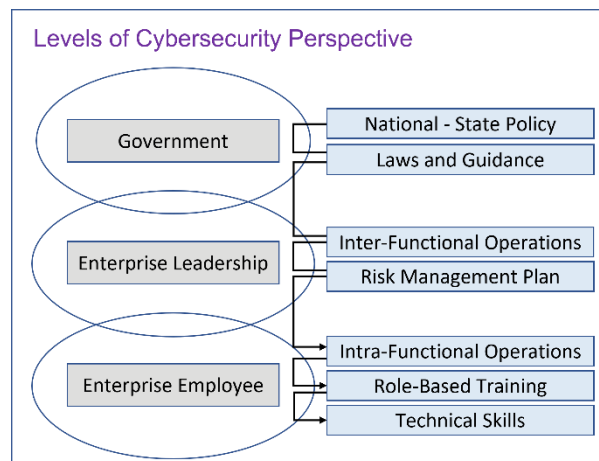 Levels of Cybersecurity Perspective
Government
National - State Policy
Laws and Guidance
Enterprise Leadership
Inter-Functional Operations
Risk Management Plan
Enterprise Employee
Intra-Functional Operations
Role-Based Training
Technical Skills